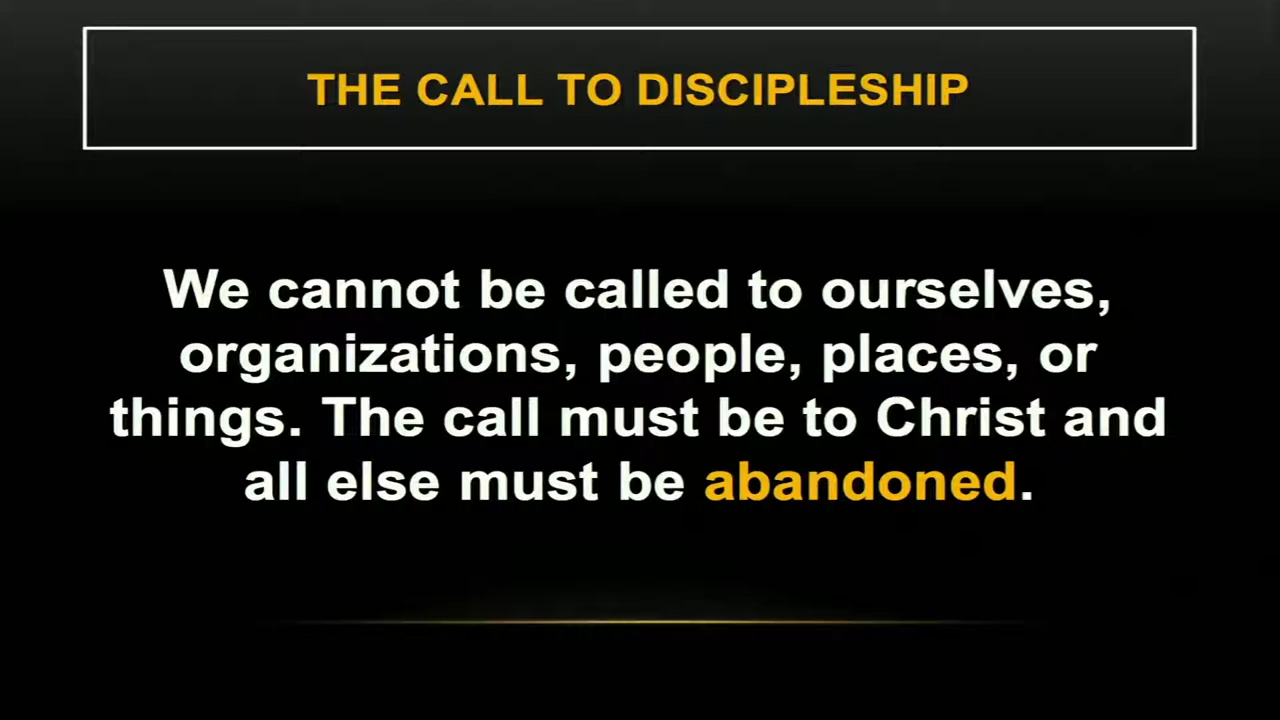 THE CALL TO DISCIPLESHIP
We cannot be called to ourselves,
organizations, people, places, or
things. The call must be to Christ and
all else must be abandoned.